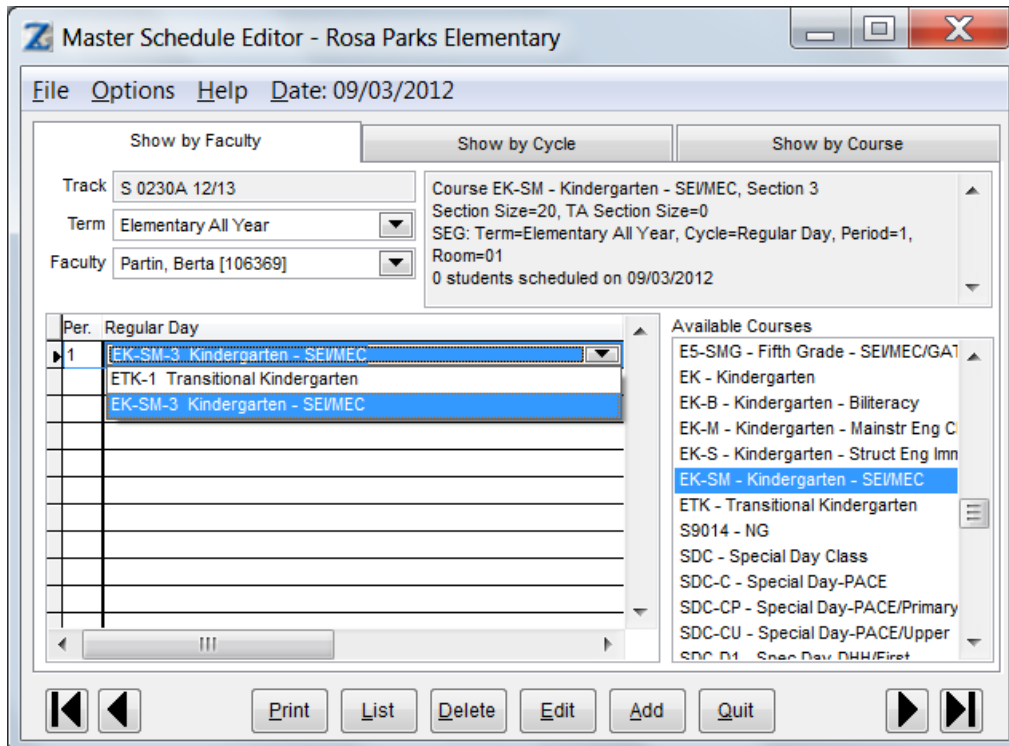 Master Schedule Editor - Rosa Parks Elementary
File Options Help Date: 09/03/2012
Show by Faculty
Show by Cycle
Show by Course
Track S 0230A 12/13
Term Elementary All Year
Faculty Partin, Berta [106369]
Course EK-SM - Kindergarten - SEI/MEC, Section 3
Section Size=20, TA Section Size=0
SEG: Term=Elementary All Year, Cycle=Regular Day, Period=1,
Room=01
0 students scheduled on 09/03/2012
Per. Regular Day
1 EK-SM-3 Kindergarten - SEI/MEC
ETK-1 Transitional Kindergarten
EK-SM-3 Kindergarten - SEI/MEC
Available Courses
E5-SMG - Fifth Grade - SEI/MEC/GAT
EK - Kindergarten
EK-B - Kindergarten - Biliteracy
EK-M - Kindergarten - Mainstr Eng Cl
EK-S - Kindergarten - Struct Eng Imm
EK-SM - Kindergarten - SEI/MEC
ETK - Transitional Kindergarten
S9014 - NG
SDC - Special Day Class
SDC-C - Special Day-PACE
SDC-CP - Special Day-PACE/Primary
SDC-CU - Special Day-PACE/Upper
SDC-D1 - Spec Day DHH/First
Print
List
Delete
Edit
Add
Quit